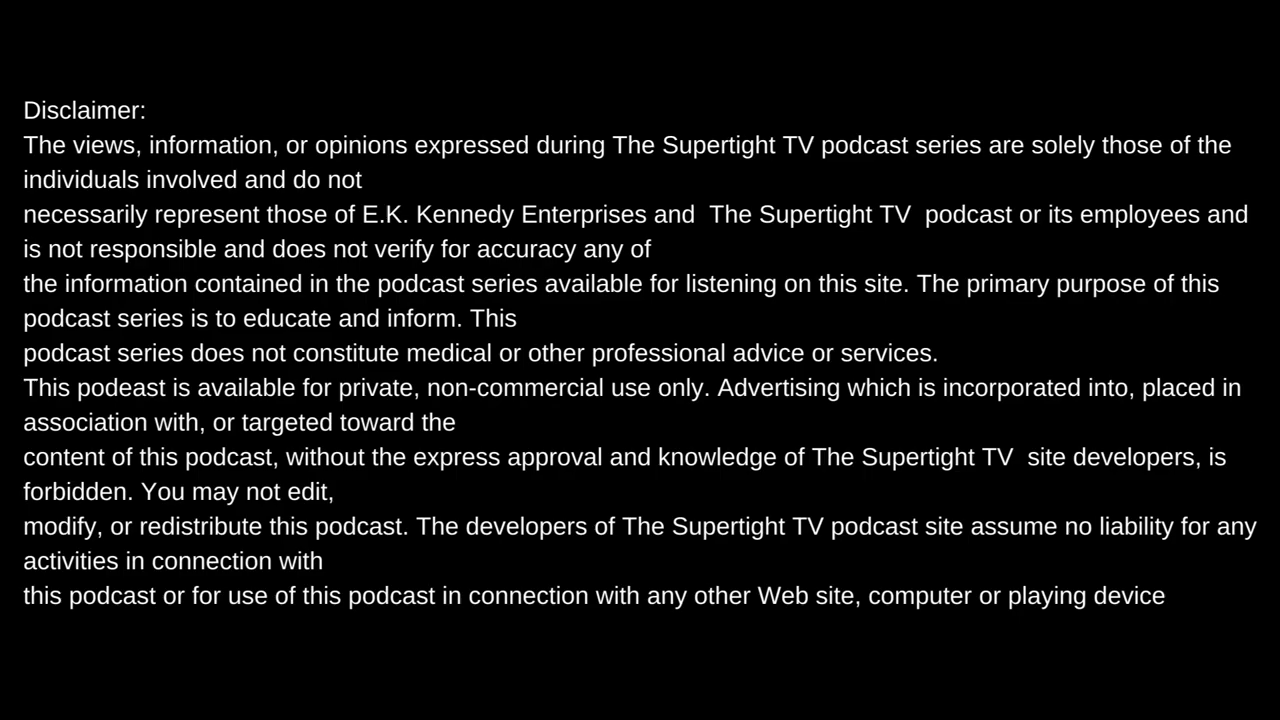 Disclaimer:
The views, information, or opinions expressed during The Supertight TV podcast series are solely those of the
individuals involved and do not
necessarily represent those of E.K. Kennedy Enterprises and  The Supertight TV  podcast or its employees and
is not responsible and does not verify for accuracy any of
the information contained in the podcast series available for listening on this site. The primary purpose of this
podcast series is to educate and inform. This
podcast series does not constitute medical or other professional advice or services.
This podeast is available for private, non-commercial use only. Advertising which is incorporated into, placed in
association with, or targeted toward the
content of this podcast, without the express approval and knowledge of The Supertight TV  site developers, is
forbidden. You may not edit,
modify, or redistribute this podcast. The developers of The Supertight TV podcast site assume no liability for any
activities in connection with
this podcast or for use of this podcast in connection with any other Web site, computer or playing device